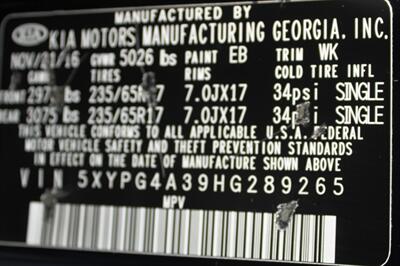 MANUFACTURED BY
KIA KIA MOTORS MANUFACTURING GEORGIA, INC.
NOV/21/16 GVWR 5026 lbs PAINT EB TRIM WK
TIRES RIMS COLD TIRE INFL
FRONT 235/65R17 7.0JX17 34psi SINGLE
REAR 3075 lbs 235/65R17 7.0JX17 34psi SINGLE
THIS VEHICLE CONFORMS TO ALL APPLICABLE U.S.A. FEDERAL
MOTOR VEHICLE SAFETY AND THEFT PREVENTION STANDARDS
IN EFFECT ON THE DATE OF MANUFACTURE SHOWN ABOVE
VIN 5XYPG4A39HG289265
MPV